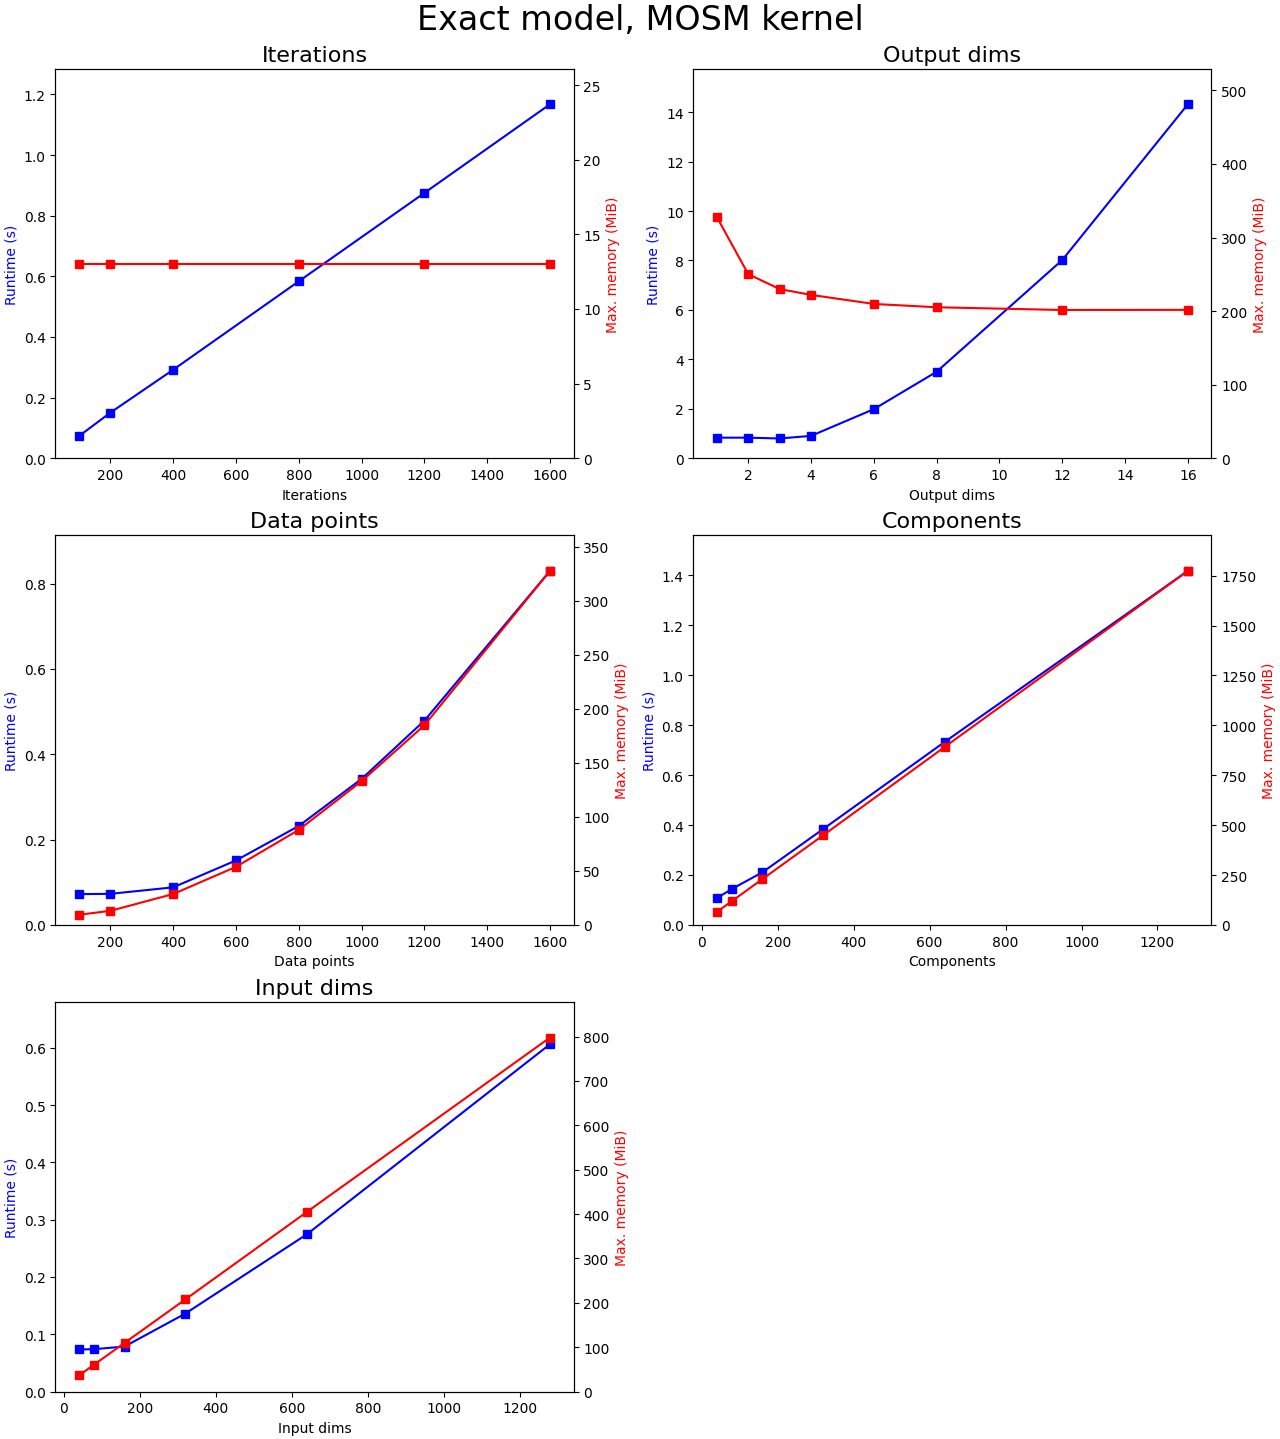 Exact model, MOSM kernel
Iterations
Runtime (s)
0.0
0.2
0.4
0.6
0.8
1.0
1.2
0
5
10
15
20
25
Max. memory (MiB)
200 400 600 800 1000 1200 1400 1600
Iterations
Output dims
Runtime (s)
0
2
4
6
8
10
12
14
0
100
200
300
400
500
Max. memory (MiB)
2 4 6 8 10 12 14 16
Output dims
Data points
Runtime (s)
0.0
0.2
0.4
0.6
0.8
0
50
100
150
200
250
300
350
Max. memory (MiB)
200 400 600 800 1000 1200 1400 1600
Data points
Components
Runtime (s)
0.0
0.2
0.4
0.6
0.8
1.0
1.2
1.4
0
250
500
750
1000
1250
1500
1750
Max. memory (MiB)
0 200 400 600 800 1000 1200
Components
Input dims
Runtime (s)
0.0
0.1
0.2
0.3
0.4
0.5
0.6
0
100
200
300
400
500
600
700
800
Max. memory (MiB)
0 200 400 600 800 1000 1200
Input dims